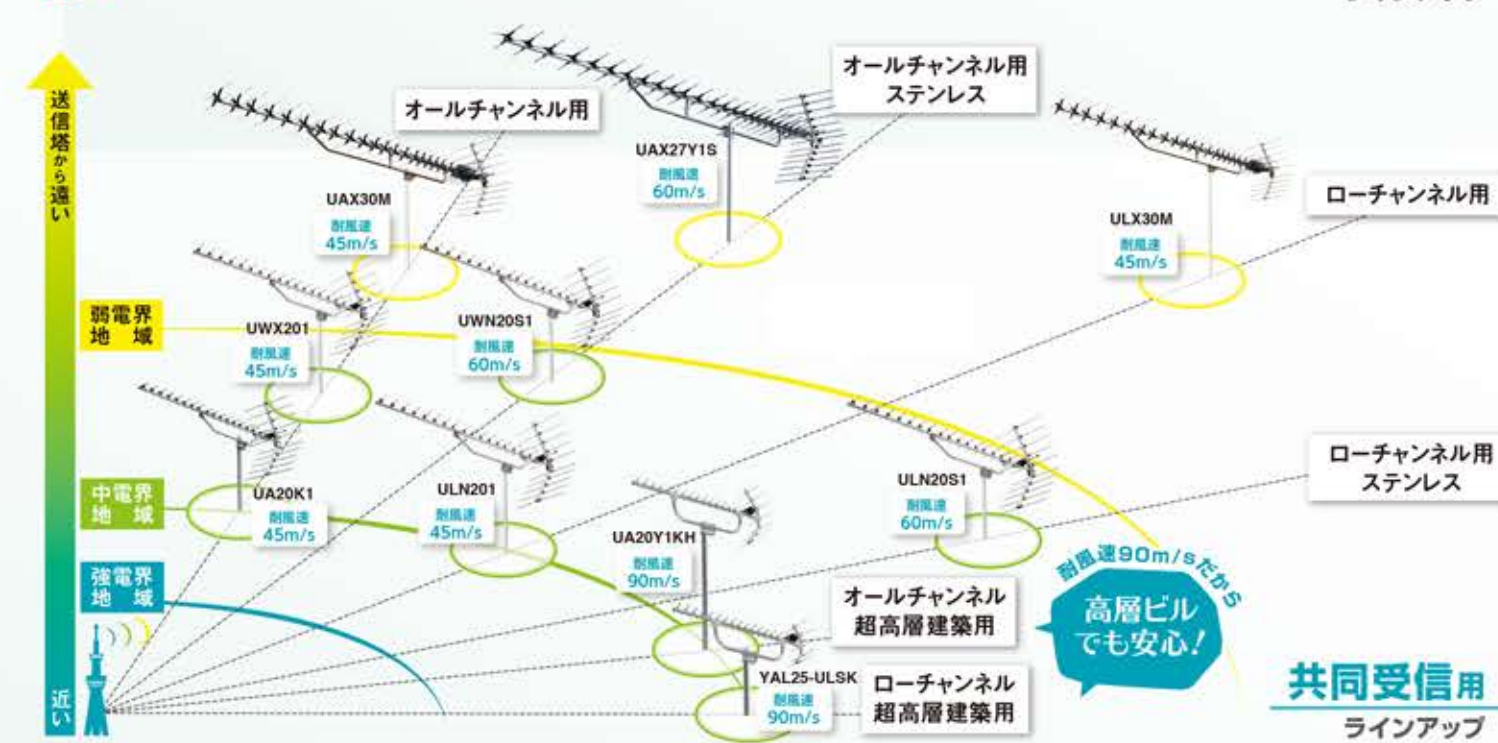 送信塔から遠い
オールチャンネル用
オールチャンネル用
ステンレス
UAX30M
耐風速
45m/s
UAX27Y1S
耐風速
60m/s
ULX30M
耐風速
45m/s
ローチャンネル用
弱電界
地域
UWX201
耐風速
45m/s
UWN20S1
耐風速
60m/s
中電界
地域
UA20K1
耐風速
45m/s
ULN201
耐風速
45m/s
ULN20S1
耐風速
60m/s
ローチャンネル用
ステンレス
UA20Y1KH
耐風速
90m/s
強電界
地域
オールチャンネル
超高層建築用
耐風速90m/sだから
高層ビル
でも安心!
YAL25-ULSK
耐風速
90m/s
ローチャンネル
超高層建築用
近い
共同受信用
ラインアップ